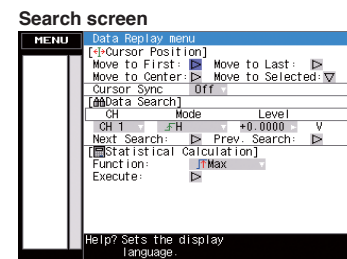 Search screen
MENU
Data Replay menu
[Cursor Position]
Move to First: Move to Last:
Move to Center: Move to Selected:
Cursor Sync Off
[Data Search]
CH Mode Level
CH 1 H +0.0000 V
Next Search: Prev. Search:
[Statistical Calculation]
Function: Max
Execute:
Help? Sets the display
language.